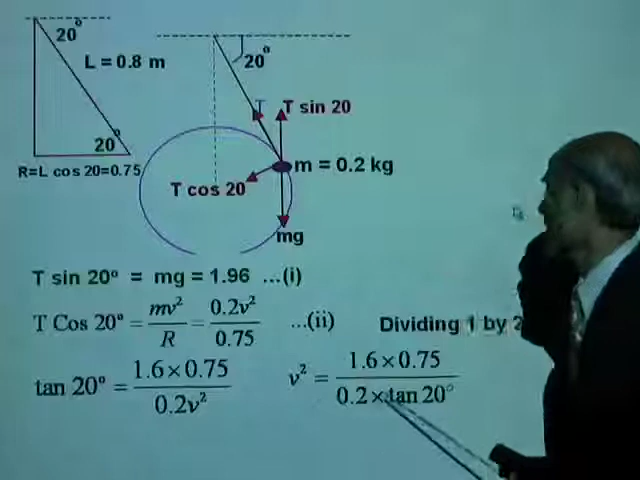 20°
L = 0.8 m
20°
R=L cos 20=0.75
20°
T
T sin 20
m = 0.2 kg
T cos 20
mg
T sin 20° = mg = 1.96 ...(i)
T Cos 20° = mv²/R = 0.2v²/0.75 ...(ii)
Dividing 1 by 2
tan 20° = 1.6×0.75/0.2v²
v² = 1.6×0.75/0.2×tan 20°